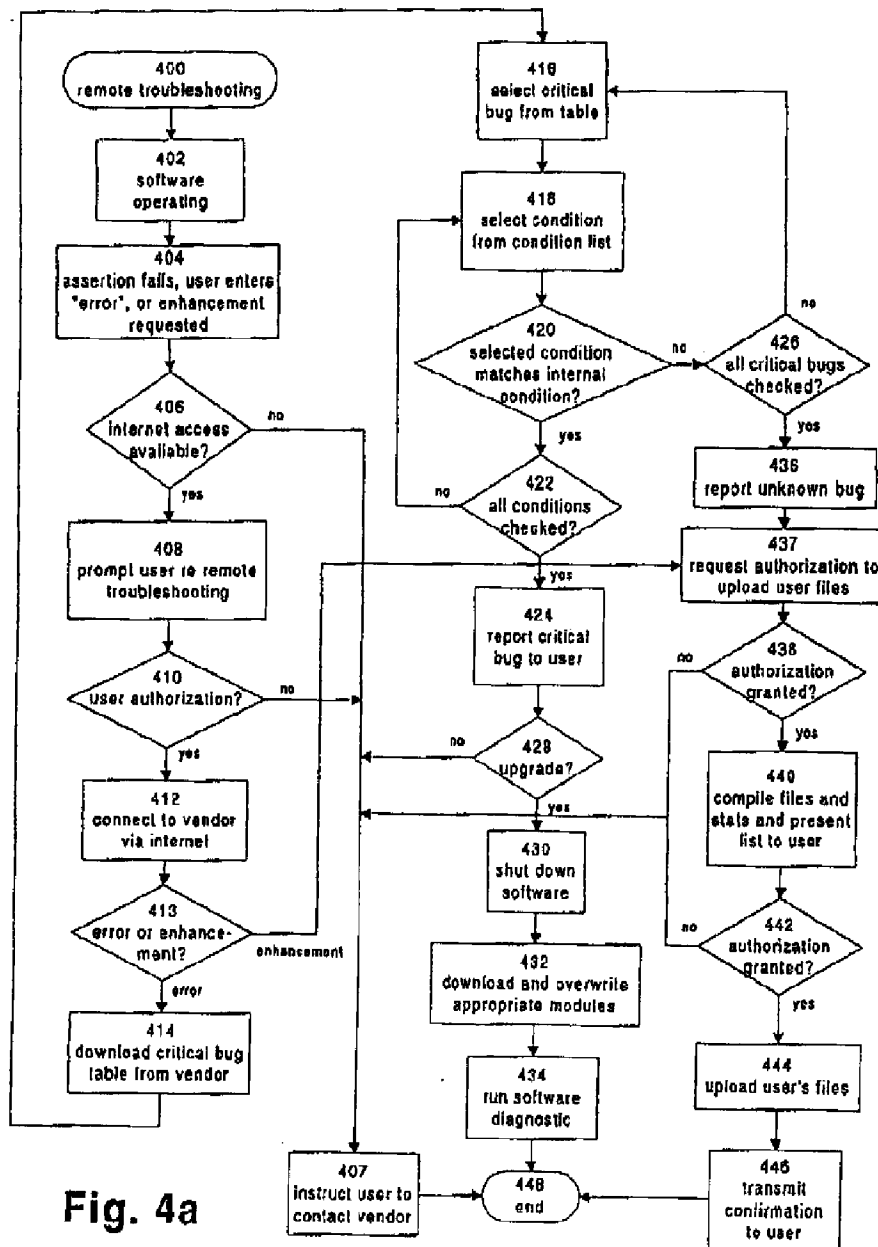 400
remote troubleshooting
402
software
operating
404
assertion fails, user enters
"error", or enhancement
requested
406
internet access
available?
no
yes
408
prompt user re remote
troubleshooting
410
user authorization?
no
yes
412
connect to vendor
via internet
413
error or enhance-
ment?
enhancement
error
414
download critical bug
table from vendor
416
select critical
bug from table
418
select condition
from condition list
420
selected condition
matches internal
condition?
no
yes
422
all conditions
checked?
no
yes
424
report critical
bug to user
428
upgrade?
no
yes
430
shut down
software
432
download and overwrite
appropriate modules
434
run software
diagnostic
407
instruct user to
contact vendor
448
end
no
426
all critical bugs
checked?
yes
436
report unknown bug
437
request authorization to
upload user files
438
authorization
granted?
no
yes
440
compile files and
stats and present
list to user
442
authorization
granted?
no
yes
444
upload user's files
446
transmit
confirmation
to user
Fig. 4a